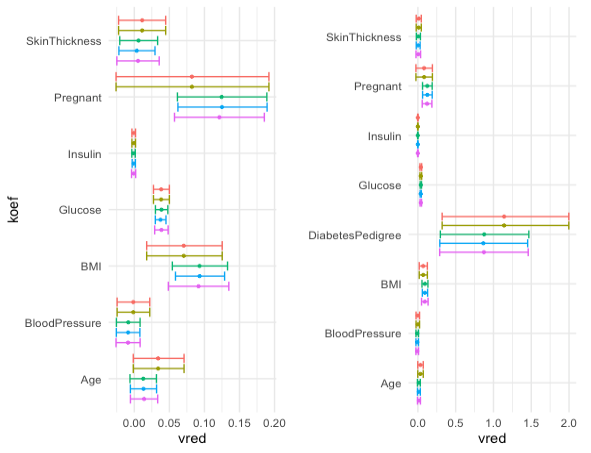 koef
SkinThickness
Pregnant
Insulin
Glucose
BMI
BloodPressure
Age
0.00 0.05 0.10 0.15 0.20
vred
SkinThickness
Pregnant
Insulin
Glucose
DiabetesPedigree
BMI
BloodPressure
Age
0.0 0.5 1.0 1.5 2.0
vred